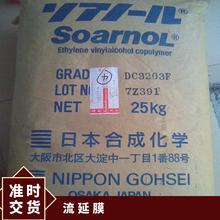 ソアノール
SoarnoL®
Ethylene vinylalcohol copolymer
GRADE DC3203F
LOT NO 7Z391
NET 25kg
日本合成化学
大阪市北区大淀中一丁目1番88号
NIPPON GOHSEI
OSAKA JAPAN
准时
交货
流延膜